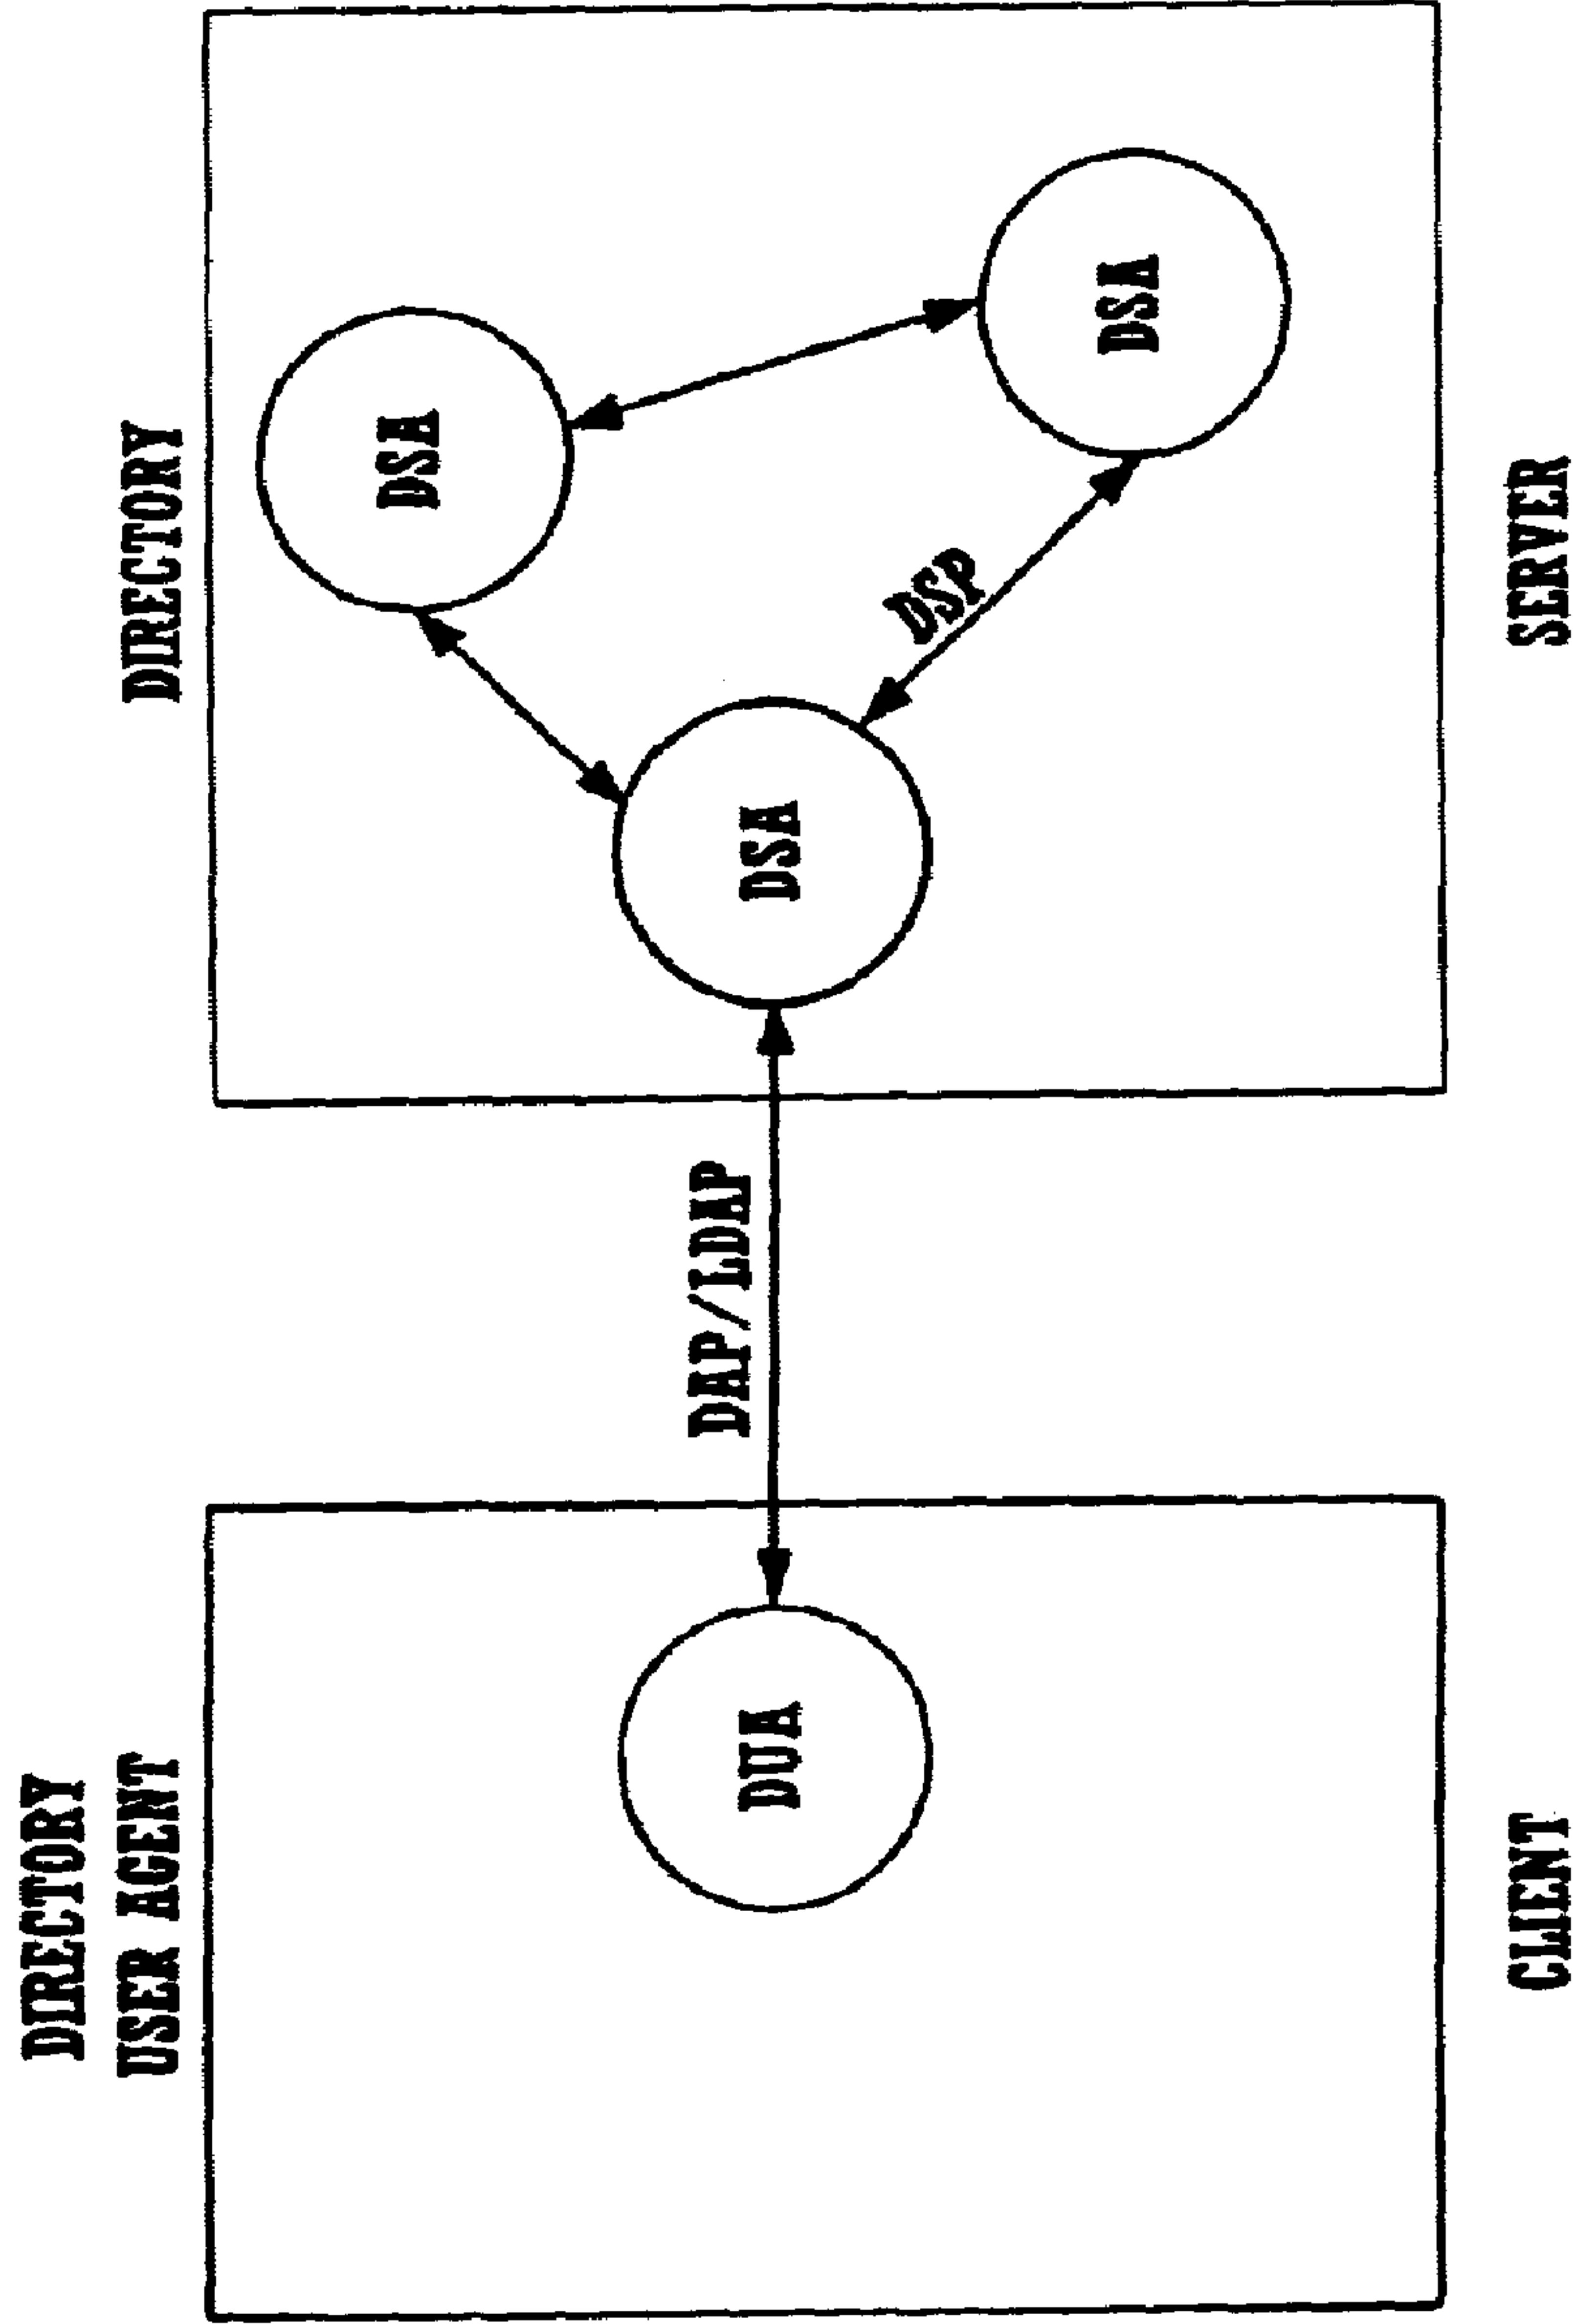 DIRECTORY
USER AGENT
DIRECTORY
DSA
DAP/LDAP
DUA
DSA
DSP
DSA
CLIENT
SERVER